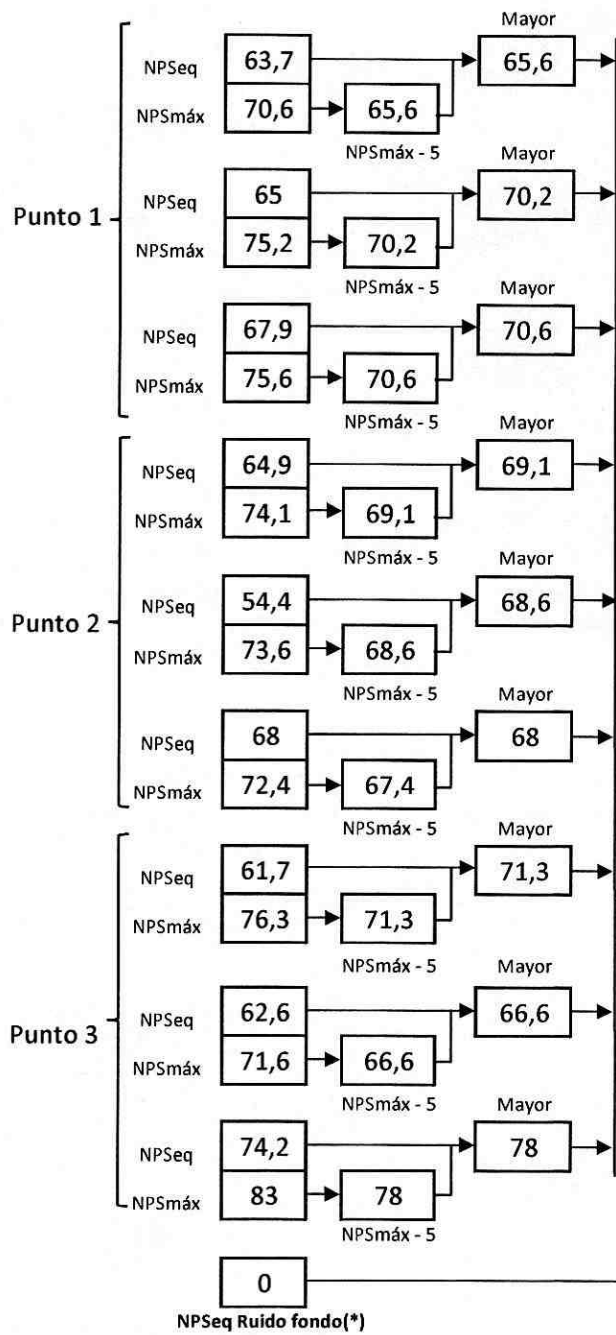 Mayor
NPSeq 63,7 65,6
NPSmáx 70,6 65,6
NPSmáx - 5
Mayor
Punto 1
NPSeq 65 70,2
NPSmáx 75,2 70,2
NPSmáx - 5
Mayor
NPSeq 67,9 70,6
NPSmáx 75,6 70,6
NPSmáx - 5
Mayor
NPSeq 64,9 69,1
NPSmáx 74,1 69,1
NPSmáx - 5
Mayor
Punto 2
NPSeq 54,4 68,6
NPSmáx 73,6 68,6
NPSmáx - 5
Mayor
NPSeq 68 68
NPSmáx 72,4 67,4
NPSmáx - 5
Mayor
NPSeq 61,7 71,3
NPSmáx 76,3 71,3
NPSmáx - 5
Mayor
Punto 3
NPSeq 62,6 66,6
NPSmáx 71,6 66,6
NPSmáx - 5
Mayor
NPSeq 74,2 78
NPSmáx 83 78
NPSmáx - 5
0
NPSeq Ruido fondo(*)